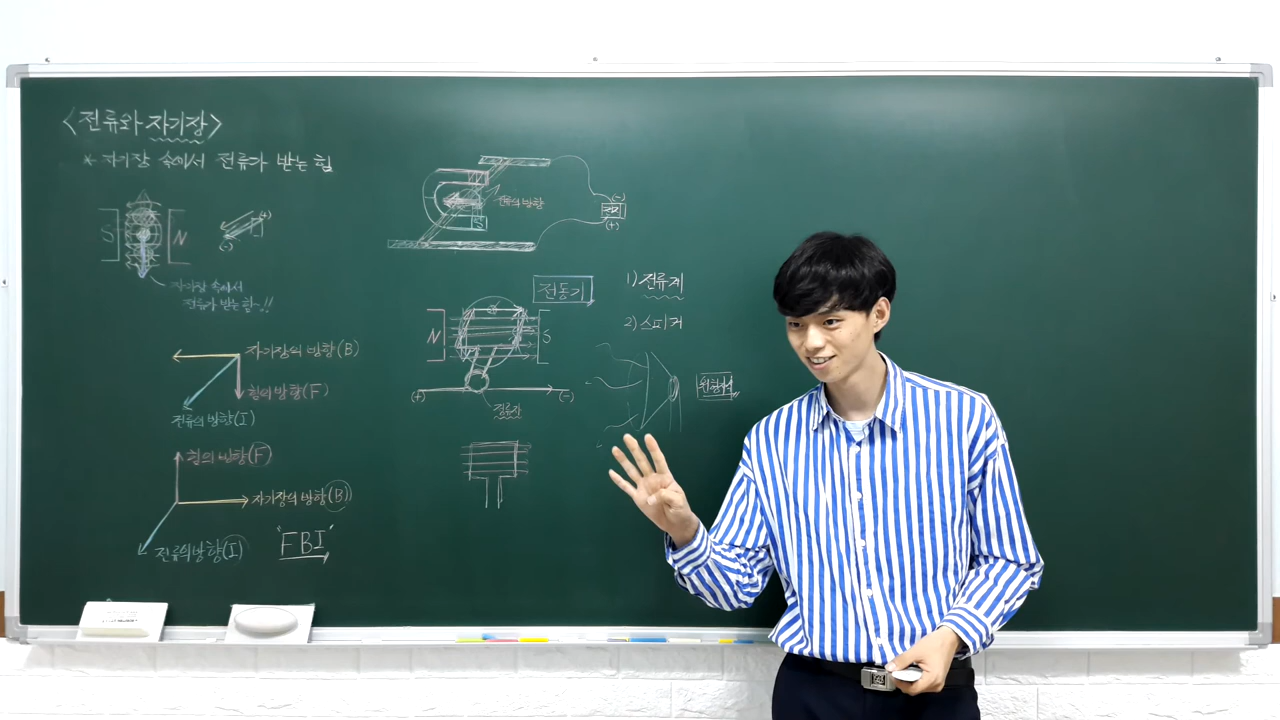 <전류와 자기장>
* 자기장 속에서 전류가 받는 힘
S N
(+)
(-)
자기장 속에서
전류가 받는 힘~!!
자기장의 방향(B)
힘의 방향(F)
전류의 방향(I)
힘의 방향(F)
자기장의 방향(B)
전류의 방향(I)
"FBI"
의 방향
(-)
전지
(+)
전동기
N S
(+) (-)
정류자
1) 전류계
2) 스피커